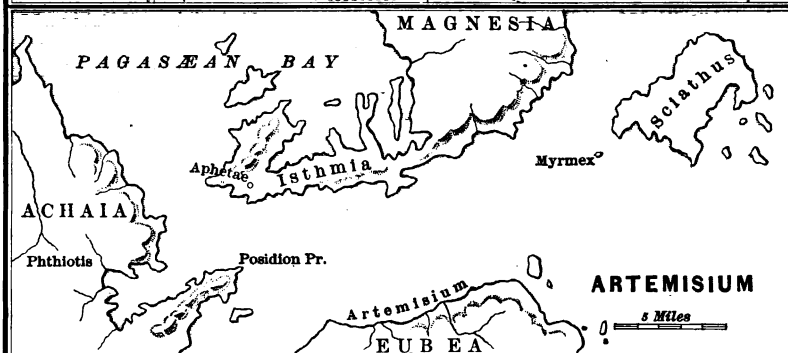 MAGNESIA
PAGASÆAN BAY
Sciathus
Myrmex
Aphetae
Isthmia
ACHAIA
Phthiotis
Posidion Pr.
ARTEMISIUM
Artemisium
5 Miles
EUBEA